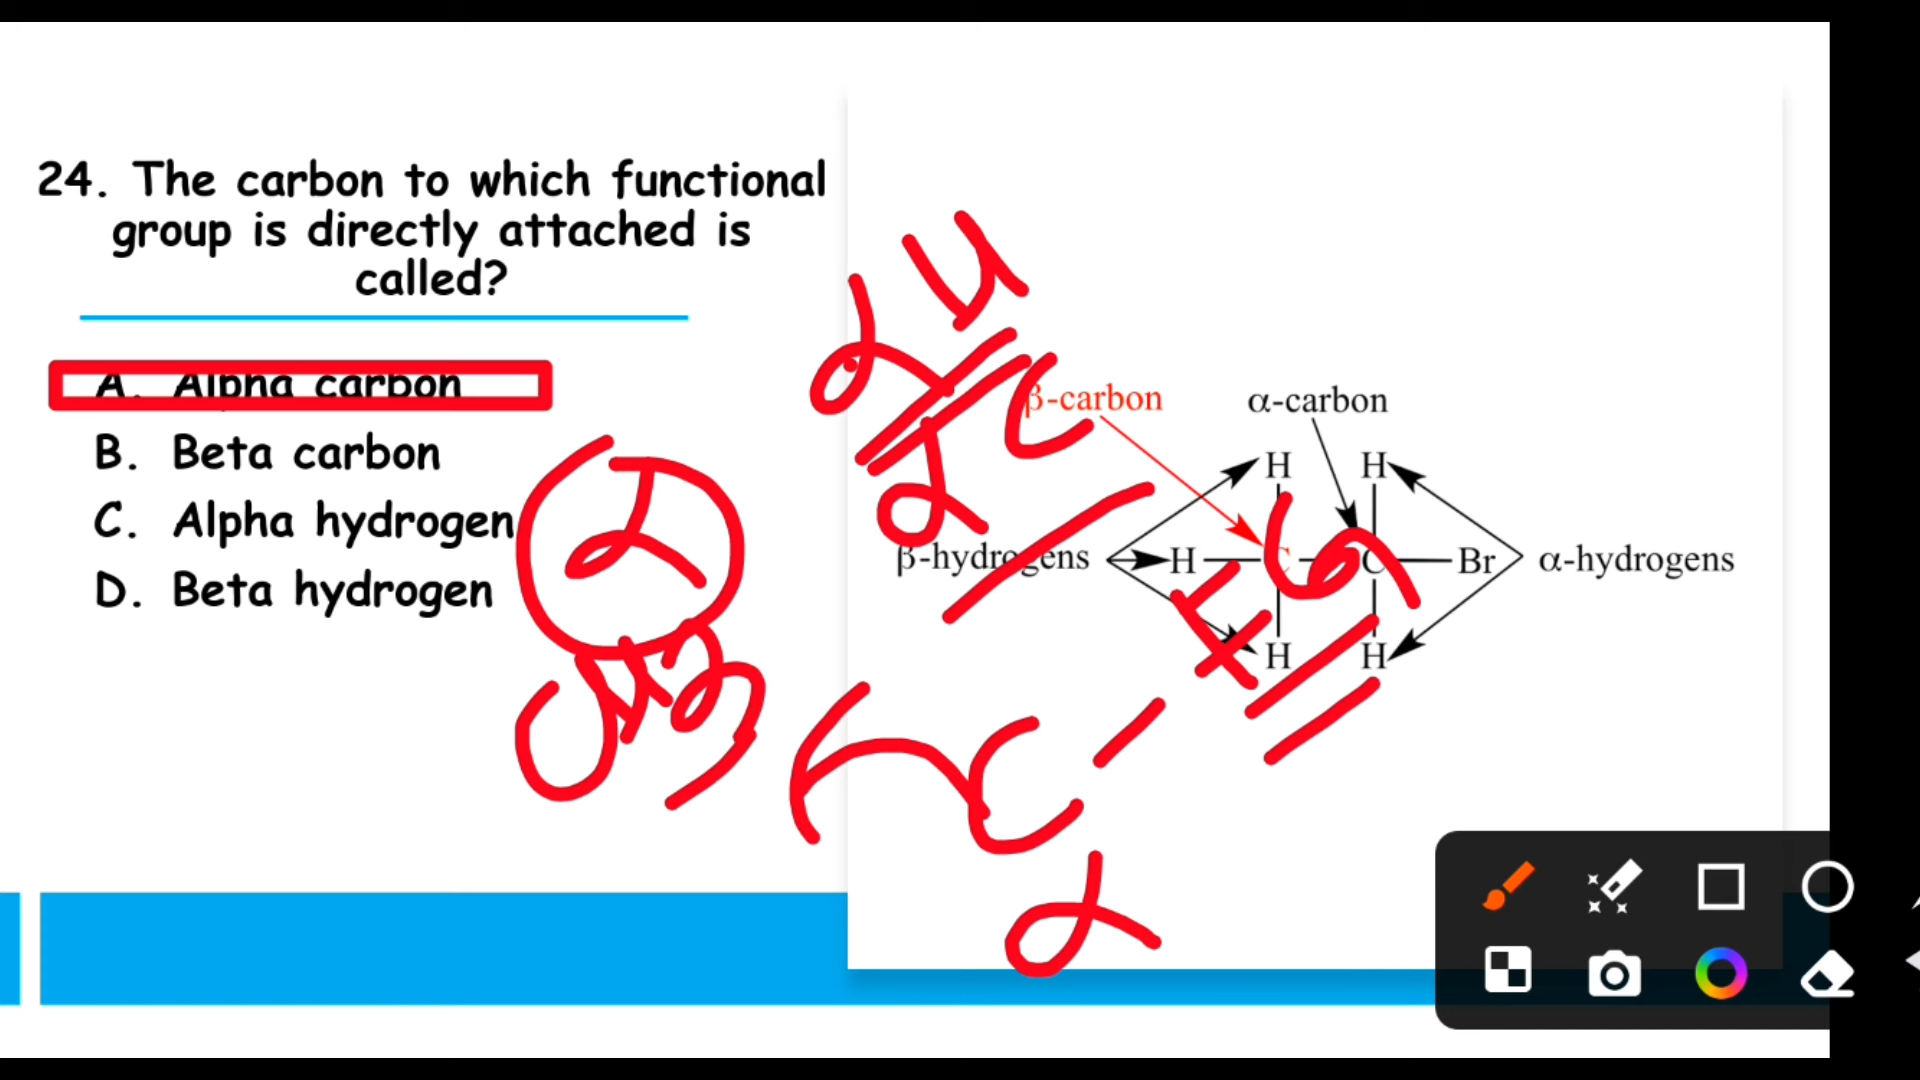 24. The carbon to which functional
group is directly attached is
called?
A. Alpha carbon
B. Beta carbon
C. Alpha hydrogen
D. Beta hydrogen
β-carbon α-carbon
H H
β-hydrogens H C C Br α-hydrogens
H H